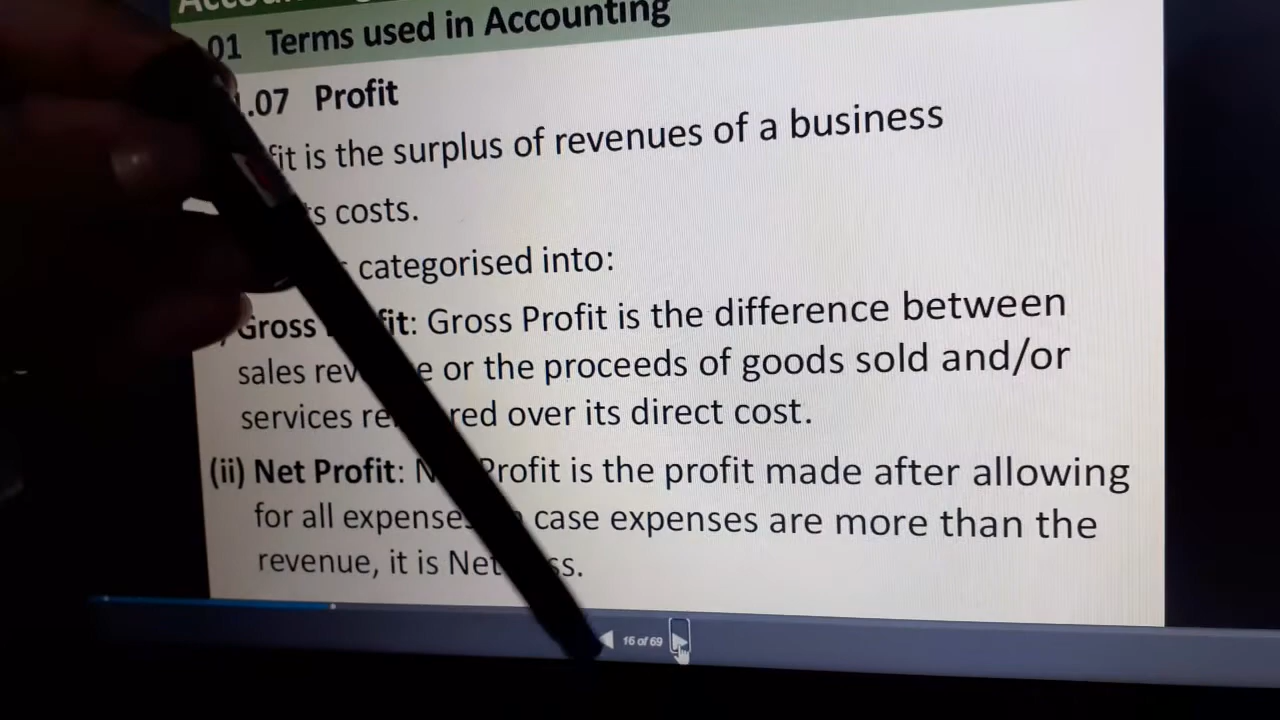 01 Terms used in Accounting
.07 Profit
fit is the surplus of revenues of a business
s costs.
categorised into:
Gross fit: Gross Profit is the difference between
sales rev e or the proceeds of goods sold and/or
services re red over its direct cost.
(ii) Net Profit: N Profit is the profit made after allowing
for all expenses case expenses are more than the
revenue, it is Net ss.
16 of 69